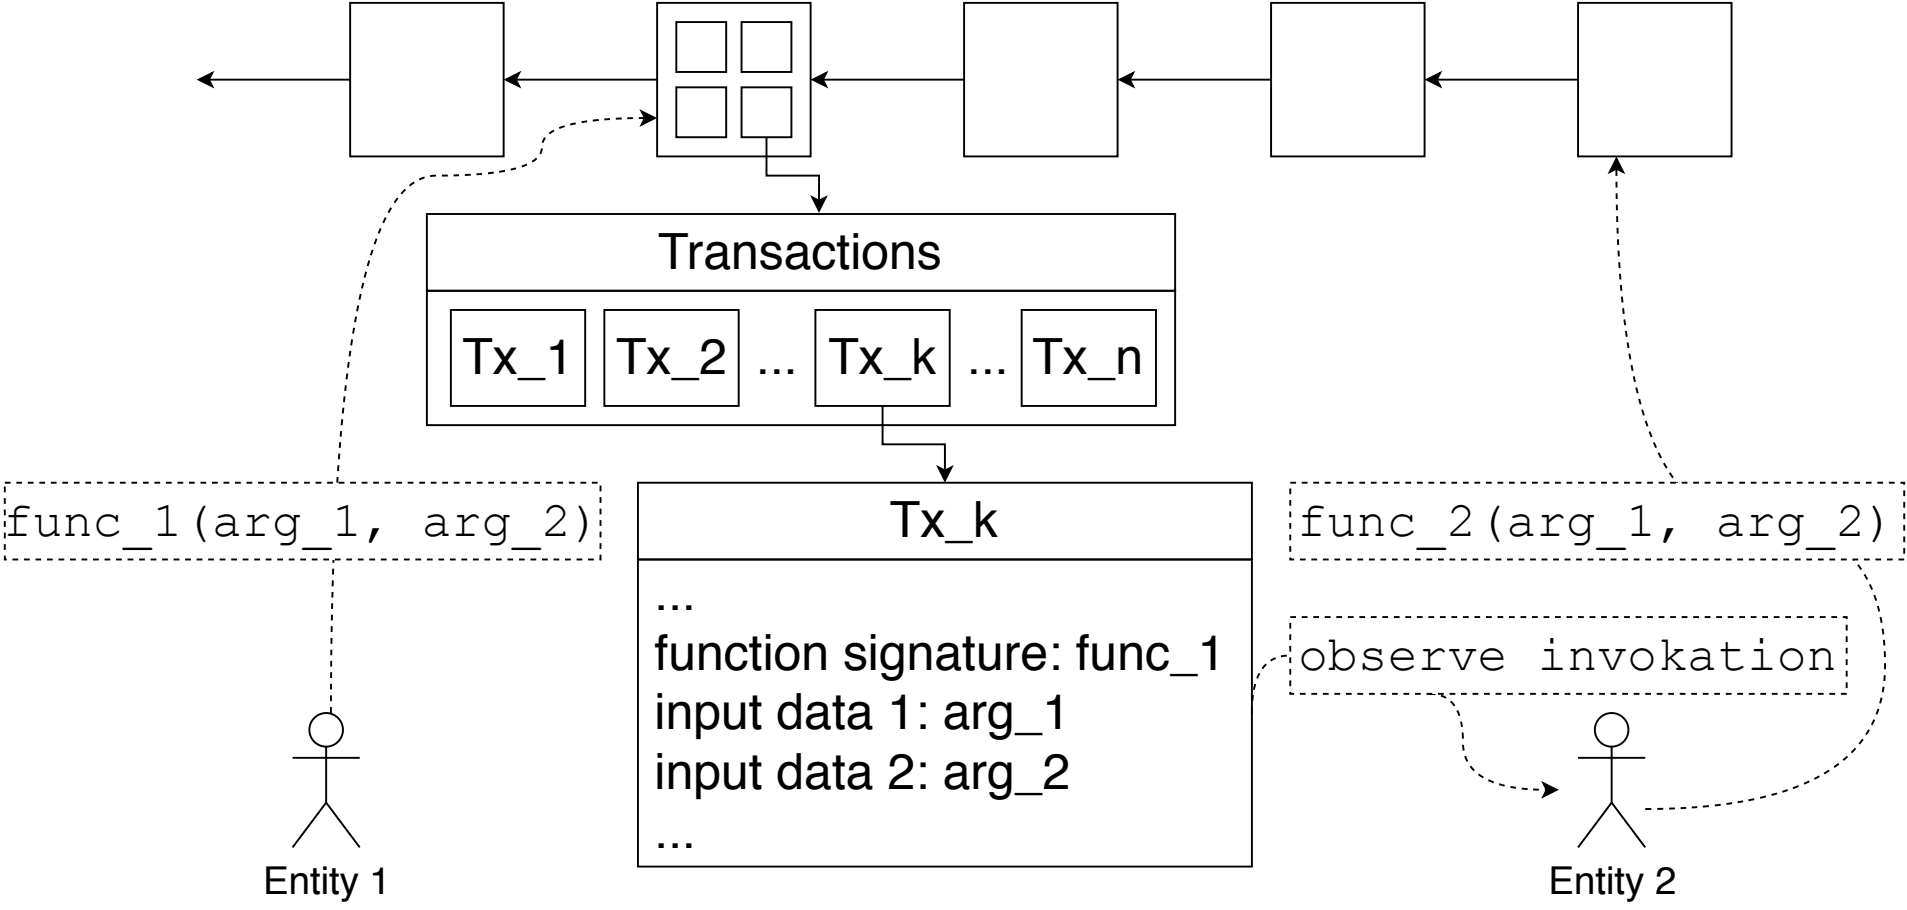 Transactions
Tx_1 Tx_2 ... Tx_k ... Tx_n
func_1(arg_1, arg_2)
Tx_k
...
function signature: func_1
input data 1: arg_1
input data 2: arg_2
...
func_2(arg_1, arg_2)
observe invokation
Entity 1
Entity 2